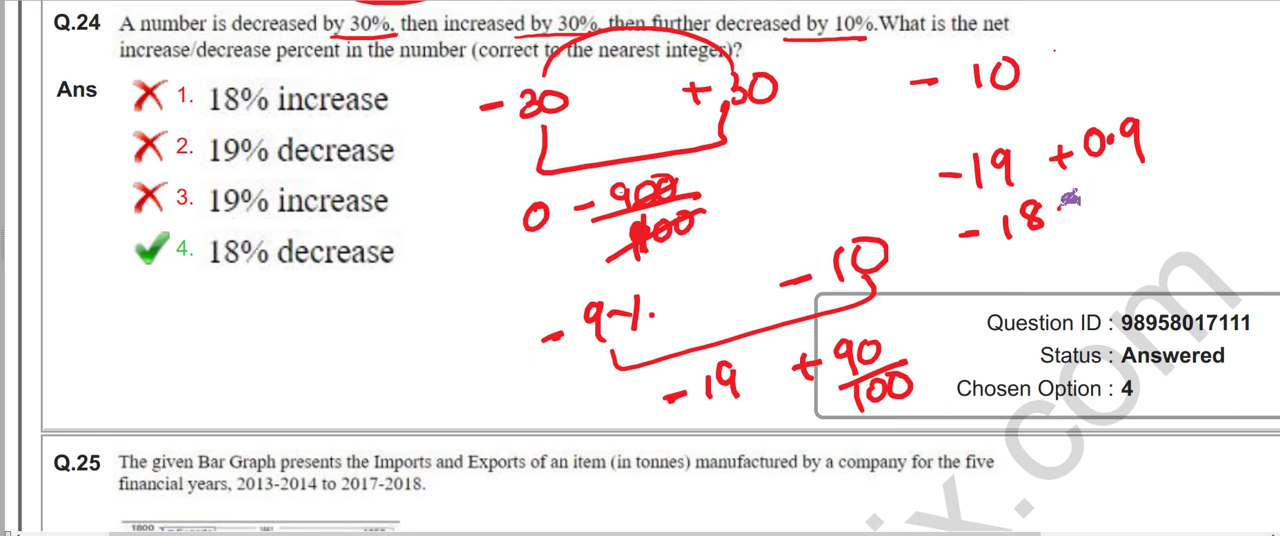 Q.24 A number is decreased by 30%, then increased by 30%, then further decreased by 10%.What is the net
increase/decrease percent in the number (correct to the nearest integer)?
Ans
1. 18% increase
2. 19% decrease
3. 19% increase
4. 18% decrease
- 30 + 30 - 10
0 - 900/100
- 19 + 0.9
- 18.
- 9% - 10
- 19 + 90/100
Question ID : 98958017111
Status : Answered
Chosen Option : 4
ix.com
Q.25 The given Bar Graph presents the Imports and Exports of an item (in tonnes) manufactured by a company for the five
financial years, 2013-2014 to 2017-2018.
1800